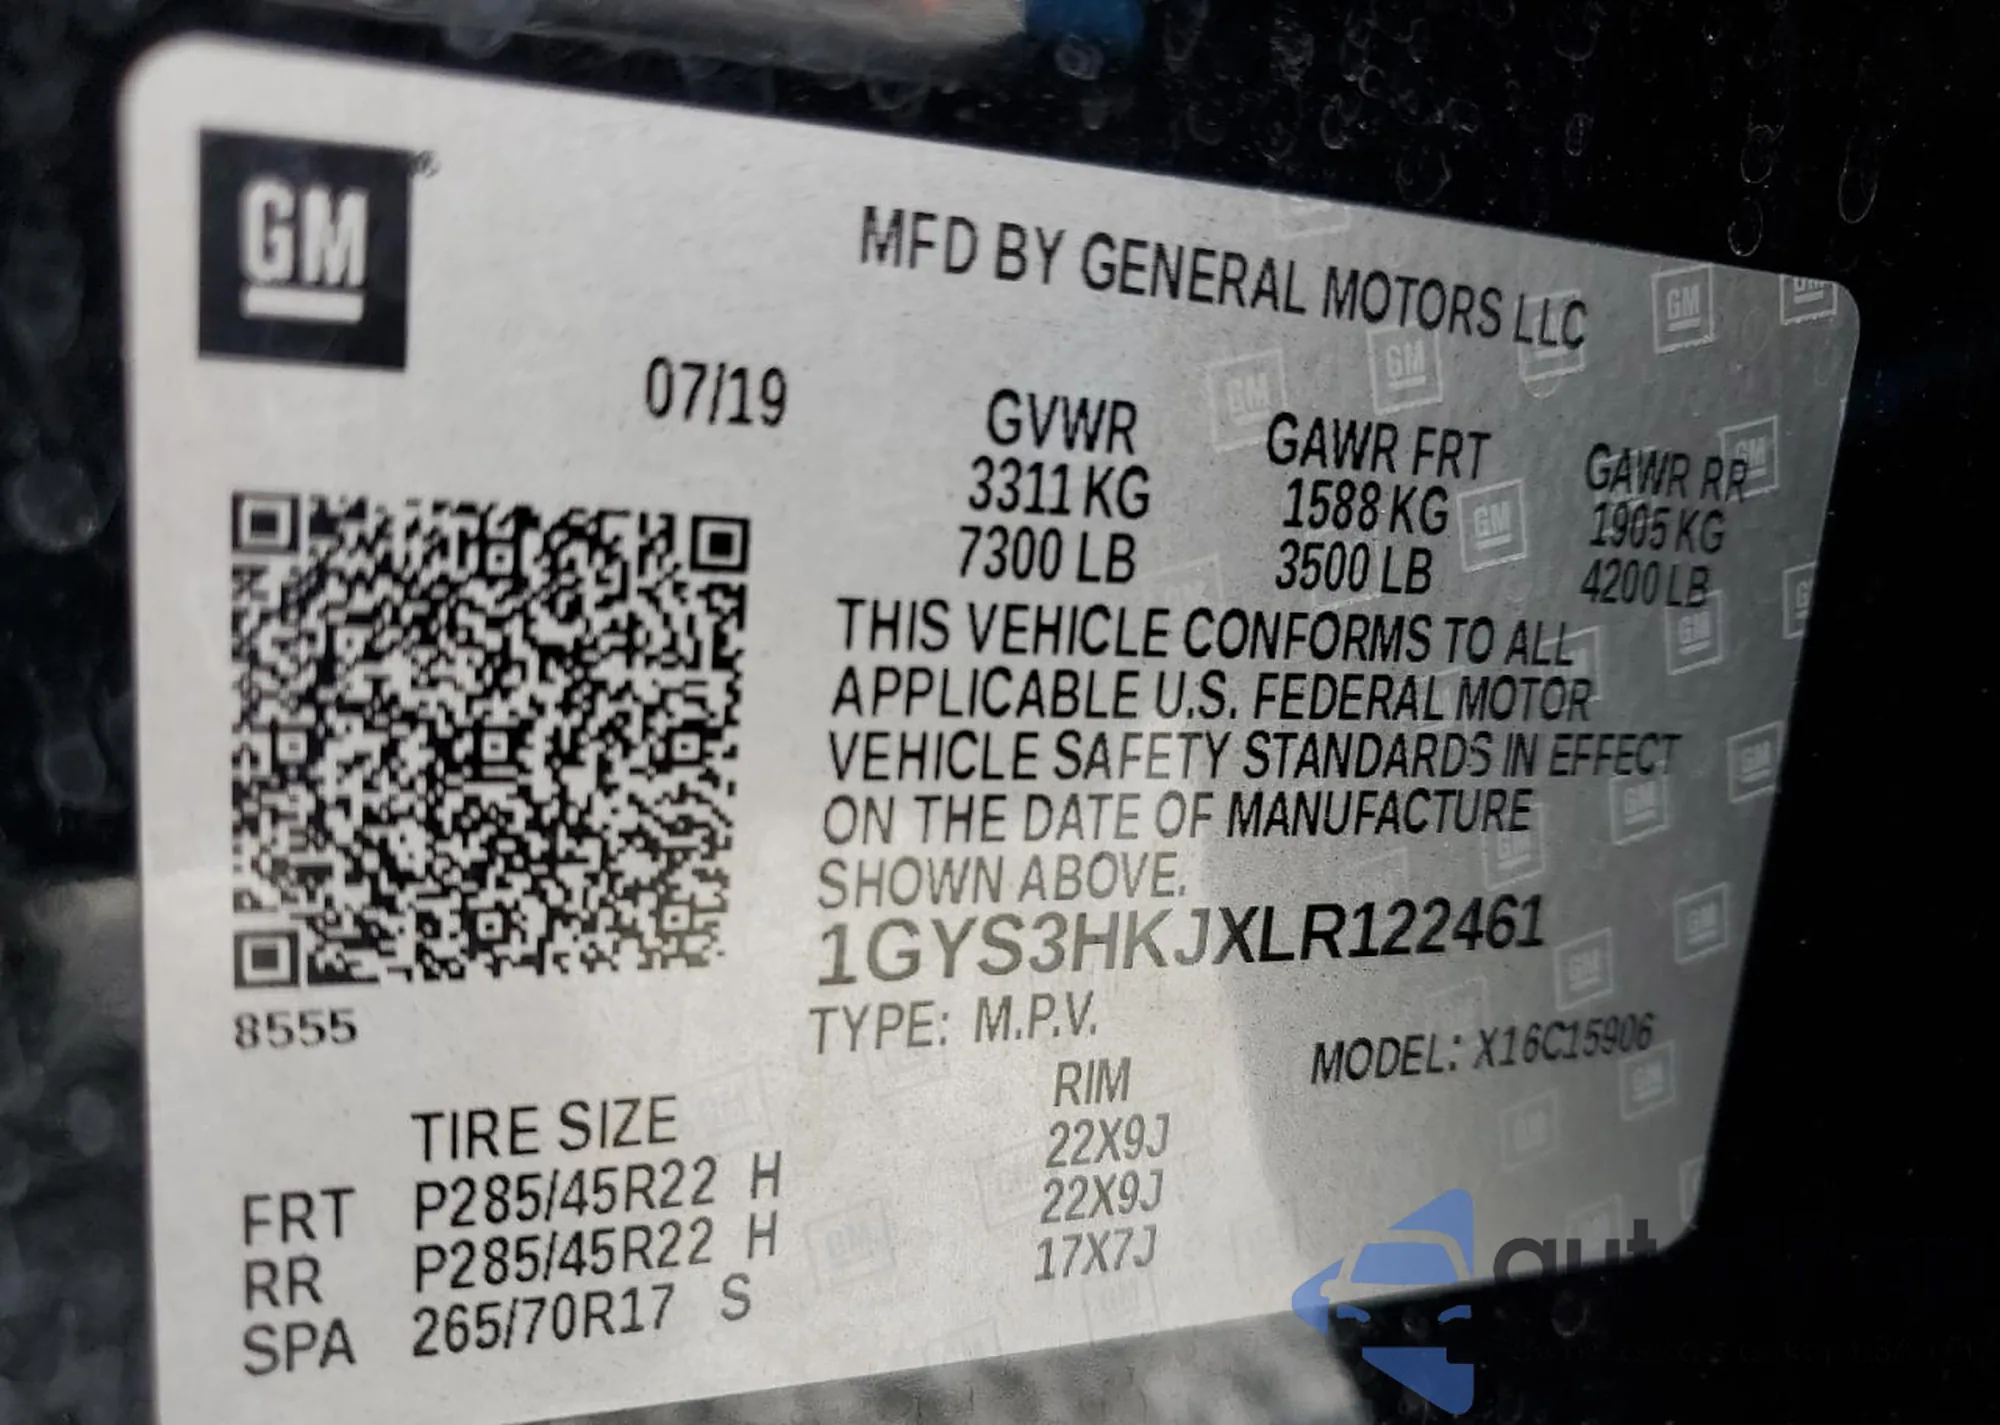 GM
MFD BY GENERAL MOTORS LLC
07/19
GVWR GAWR FRT GAWR RR
3311 KG 1588 KG 1905 KG
7300 LB 3500 LB 4200 LB
THIS VEHICLE CONFORMS TO ALL
APPLICABLE U.S. FEDERAL MOTOR
VEHICLE SAFETY STANDARDS IN EFFECT
ON THE DATE OF MANUFACTURE
SHOWN ABOVE.
1GYS3HKJXLR122461
8555
TYPE: M.P.V. MODEL: X16C15906
TIRE SIZE RIM
FRT P285/45R22 H 22X9J
RR P285/45R22 H 22X9J
SPA 265/70R17 S 17X7J